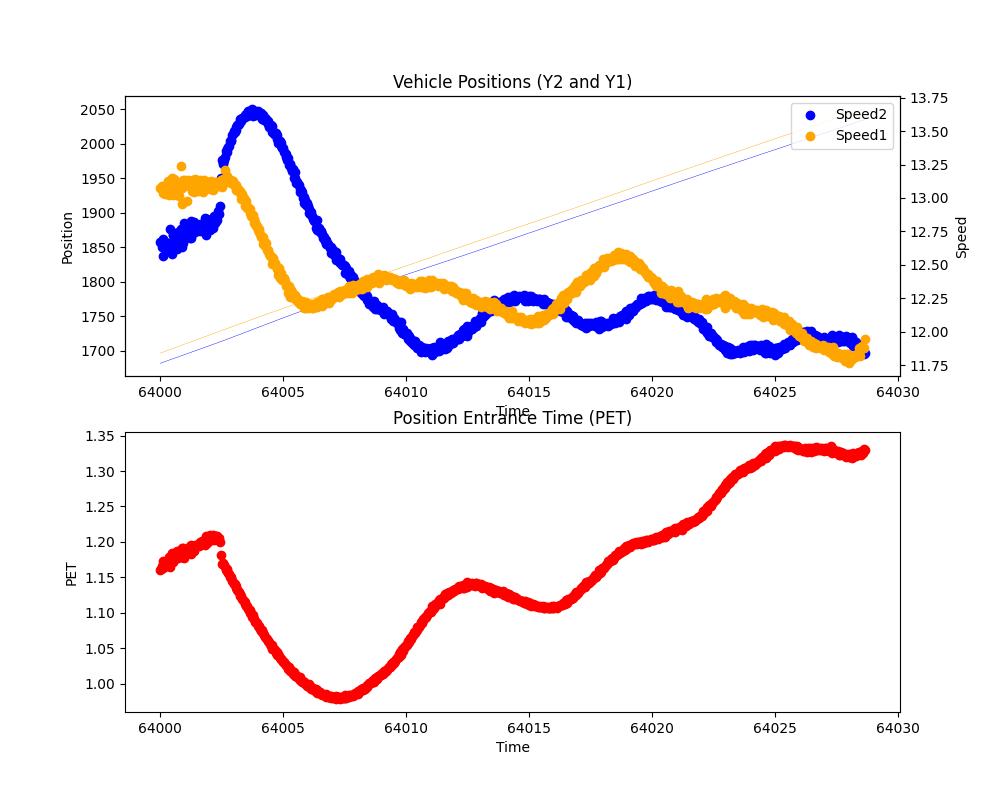 Vehicle Positions (Y2 and Y1)
2050
2000
1950
1900
1850
1800
1750
1700
Position
13.75
13.50
13.25
13.00
12.75
12.50
12.25
12.00
11.75
Speed
Speed2
Speed1
64000 64005 64010 64015 64020 64025 64030
Time
Position Entrance Time (PET)
1.35
1.30
1.25
1.20
1.15
1.10
1.05
1.00
PET
64000 64005 64010 64015 64020 64025 64030
Time